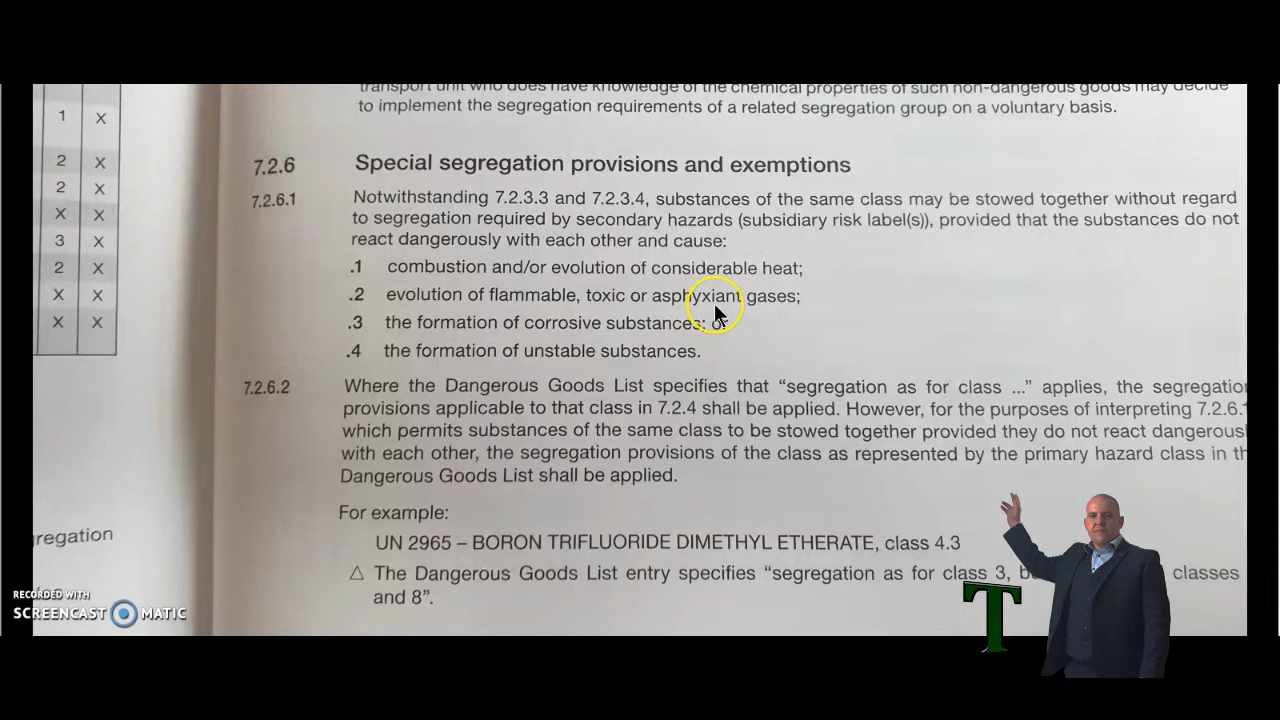 transport unit who does have knowledge of the chemical properties of such non-dangerous goods may decide
to implement the segregation requirements of a related segregation group on a voluntary basis.
1 X
2 X
2 X
X X
3 X
2 X
X X
X X
7.2.6 Special segregation provisions and exemptions
7.2.6.1 Notwithstanding 7.2.3.3 and 7.2.3.4, substances of the same class may be stowed together without regard
to segregation required by secondary hazards (subsidiary risk label(s)), provided that the substances do not
react dangerously with each other and cause:
.1 combustion and/or evolution of considerable heat;
.2 evolution of flammable, toxic or asphyxiant gases;
.3 the formation of corrosive substances; or
.4 the formation of unstable substances.
7.2.6.2 Where the Dangerous Goods List specifies that “segregation as for class ...” applies, the segregation
provisions applicable to that class in 7.2.4 shall be applied. However, for the purposes of interpreting 7.2.6.1
which permits substances of the same class to be stowed together provided they do not react dangerousl
with each other, the segregation provisions of the class as represented by the primary hazard class in th
Dangerous Goods List shall be applied.
For example:
UN 2965 – BORON TRIFLUORIDE DIMETHYL ETHERATE, class 4.3
△ The Dangerous Goods List entry specifies “segregation as for class 3, b classes
and 8”.
regation
RECORDED WITH
SCREENCAST MATIC
T